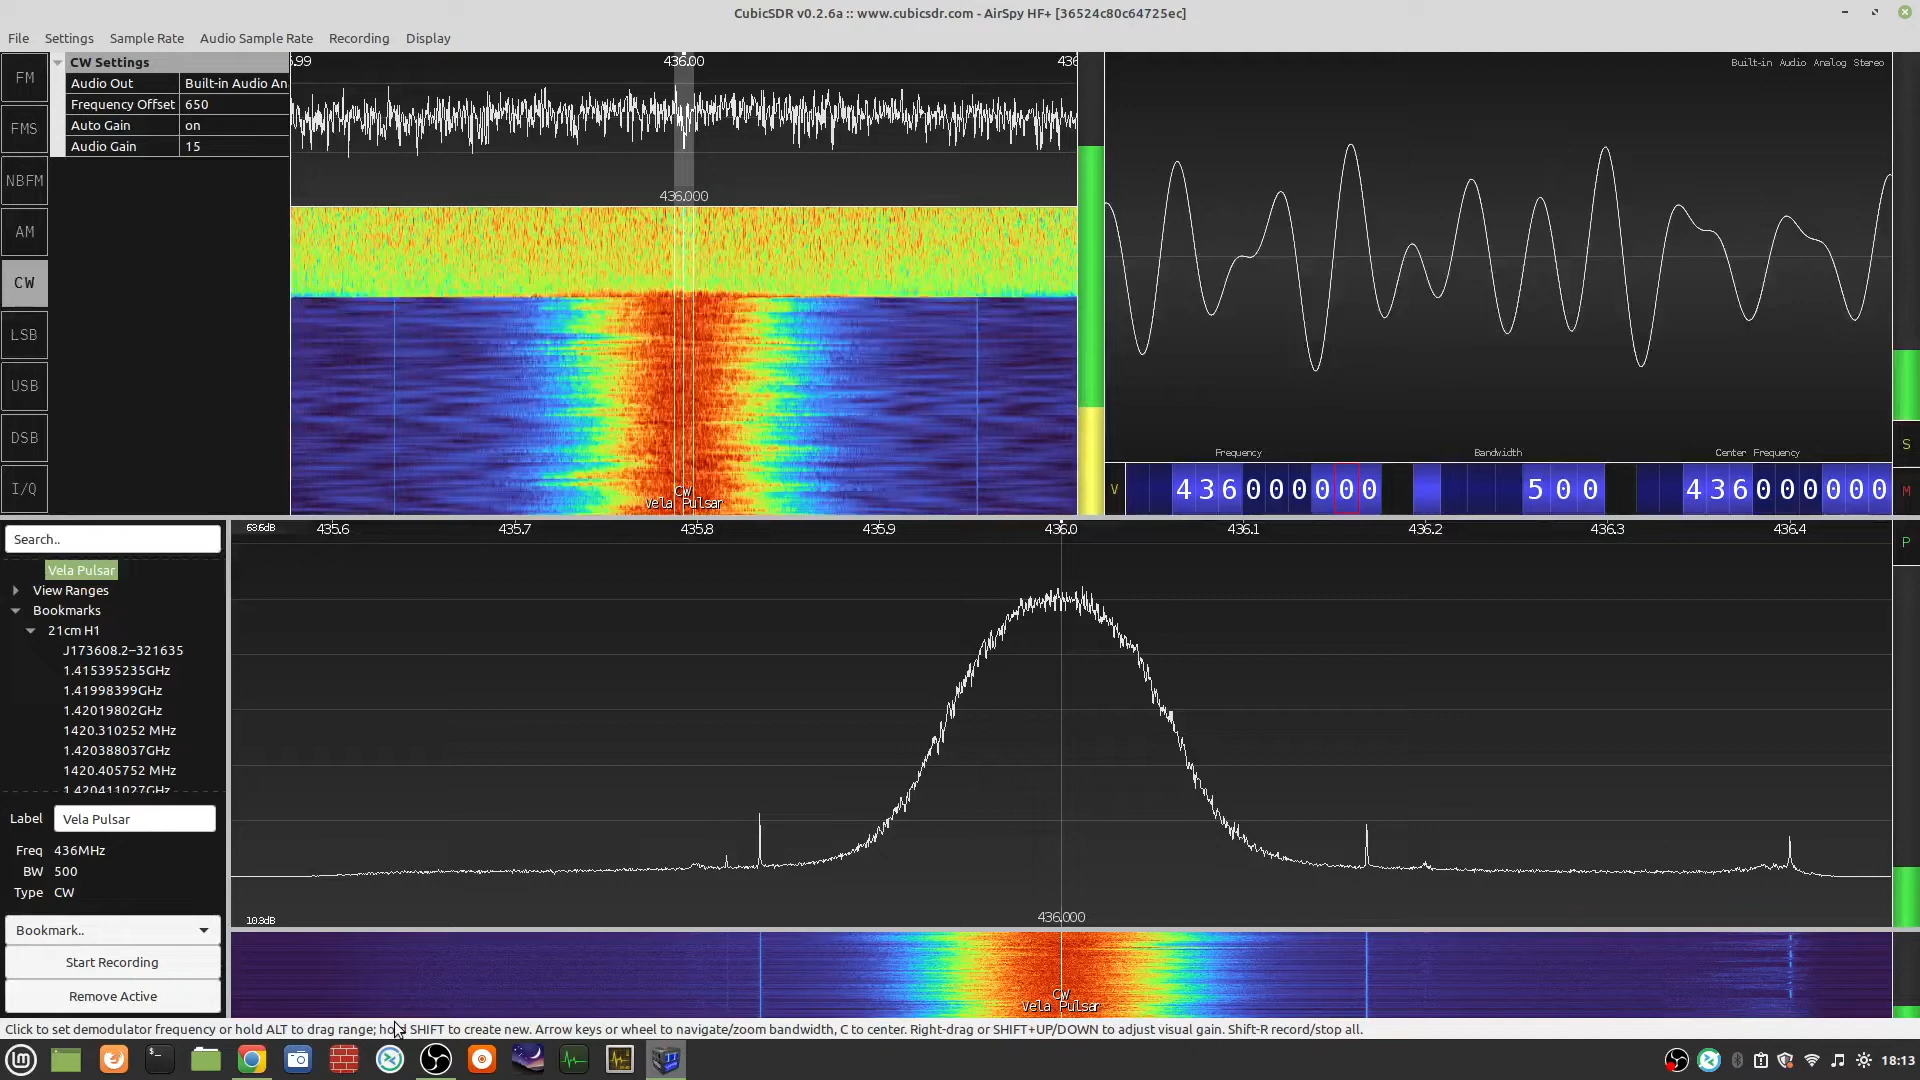 CubicSDR v0.2.6a :: www.cubicsdr.com - AirSpy HF+ [36524c80c64725ec]
File Settings Sample Rate Audio Sample Rate Recording Display
FM
FMS
NBFM
AM
CW
LSB
USB
DSB
I/Q
CW Settings
Audio Out Built-in Audio An
Frequency Offset 650
Auto Gain on
Audio Gain 15
.99 436.00 436
436.000
CW
Vela Pulsar
Built-in Audio Analog Stereo
Frequency Bandwidth Center Frequency
V 436000000 500 436000000
S
M
P
Search..
Vela Pulsar
View Ranges
Bookmarks
21cm H1
J173608.2−321635
1.415395235GHz
1.41998399GHz
1.42019802GHz
1420.310252 MHz
1.420388037GHz
1420.405752 MHz
1.420411027GHz
Label Vela Pulsar
Freq 436MHz
BW 500
Type CW
Bookmark..
Start Recording
Remove Active
63.6dB 435.6 435.7 435.8 435.9 436.0 436.1 436.2 436.3 436.4
10.9dB 436.000
CW
Vela Pulsar
Click to set demodulator frequency or hold ALT to drag range; hold SHIFT to create new. Arrow keys or wheel to navigate/zoom bandwidth, C to center. Right-drag or SHIFT+UP/DOWN to adjust visual gain. Shift-R record/stop all.
18:13